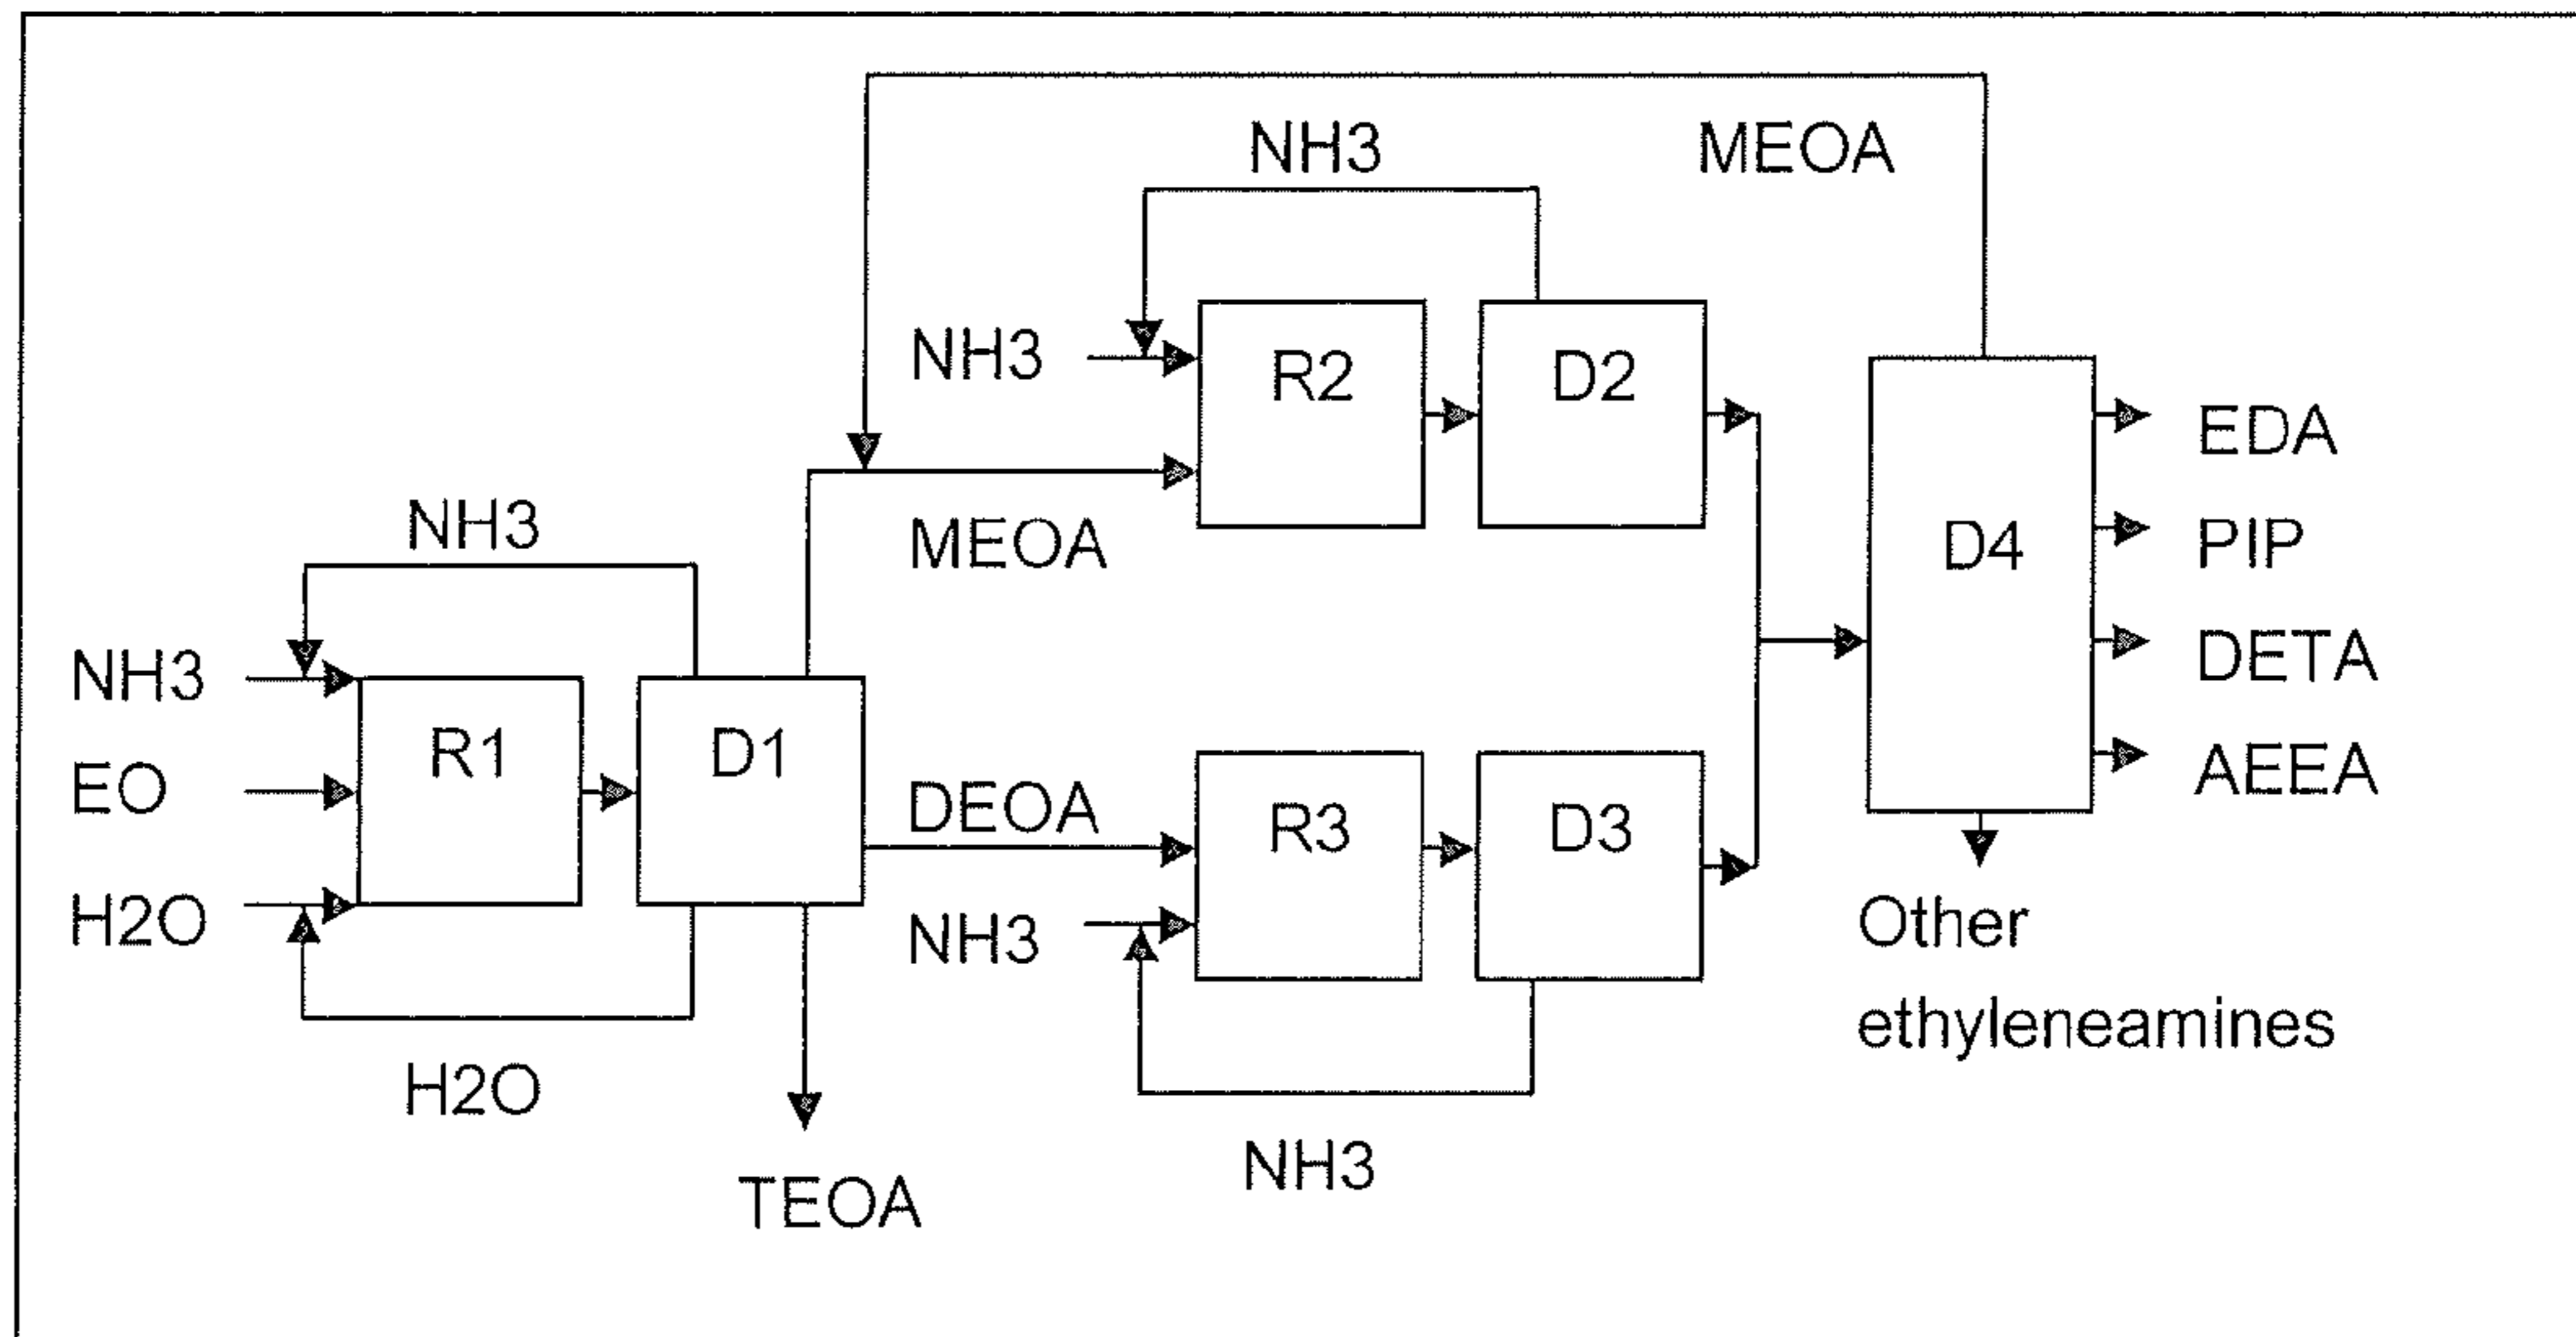 NH3
MEOA
NH3
R2
D2
EDA
NH3
MEOA
D4
PIP
NH3
R1
D1
DETA
EO
DEOA
R3
D3
AEEA
H2O
NH3
Other
ethyleneamines
H2O
NH3
TEOA